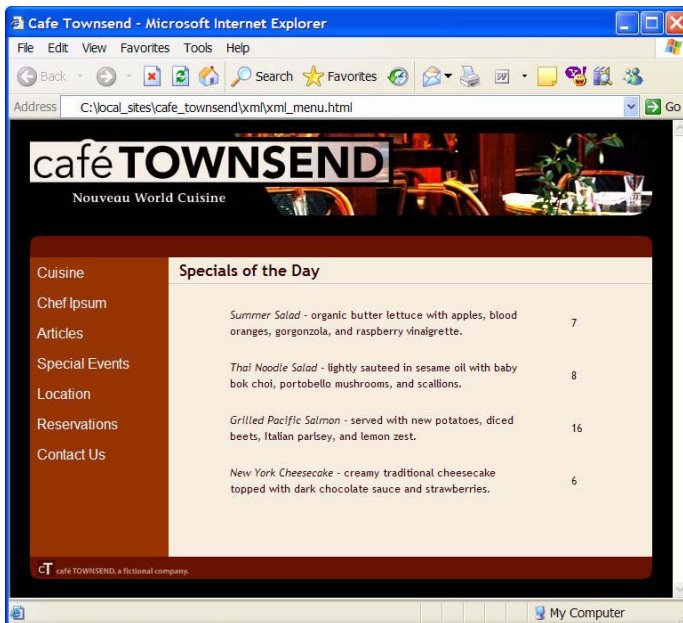 Cafe Townsend - Microsoft Internet Explorer
File Edit View Favorites Tools Help
Back Search Favorites
Address C:\local_sites\cafe_townsend\xml\xml_menu.html Go
café TOWNSEND
Nouveau World Cuisine
Cuisine
Chef Ipsum
Articles
Special Events
Location
Reservations
Contact Us
Specials of the Day
Summer Salad - organic butter lettuce with apples, blood
oranges, gorgonzola, and raspberry vinaigrette.
7
Thai Noodle Salad - lightly sauteed in sesame oil with baby
bok choi, portobello mushrooms, and scallions.
8
Grilled Pacific Salmon - served with new potatoes, diced
beets, Italian parlsey, and lemon zest.
16
New York Cheesecake - creamy traditional cheesecake
topped with dark chocolate sauce and strawberries.
6
cT café TOWNSEND, a fictional company.
My Computer